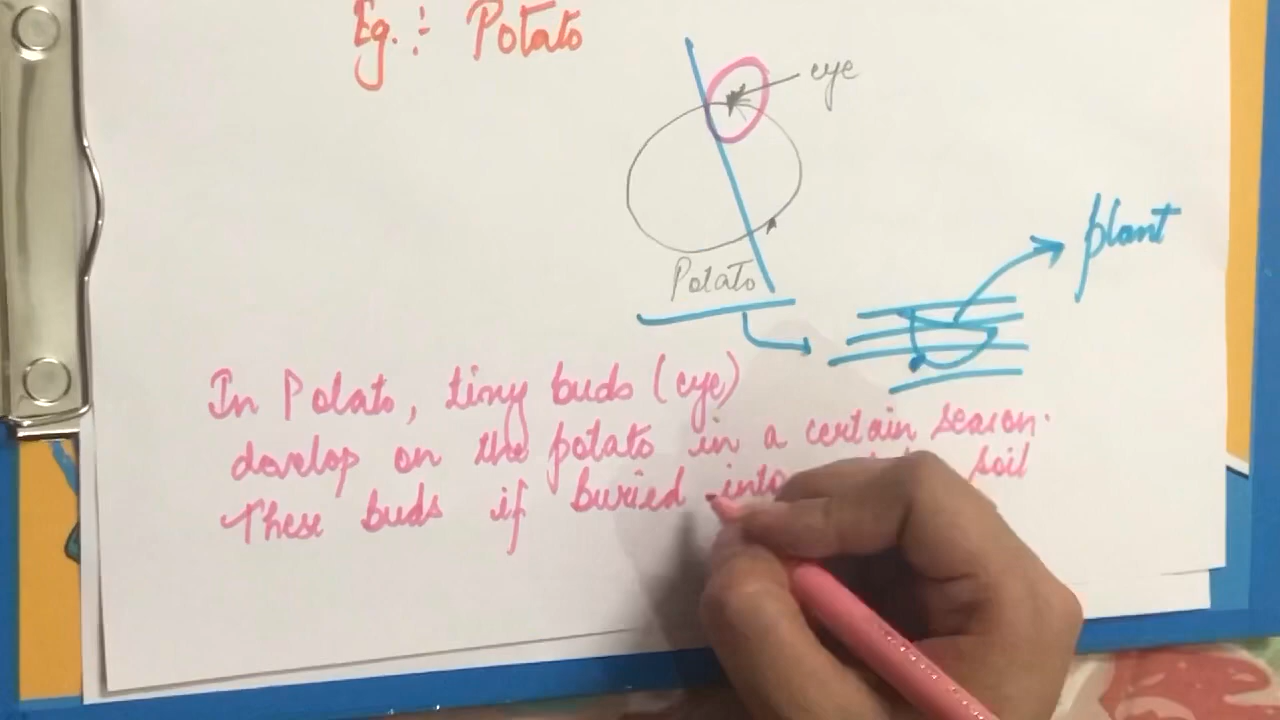 Eg. :- Potato
eye
Potato
plant
In Potato, tiny buds (eye)
develop on the potato in a certain season.
These buds if buried into soil